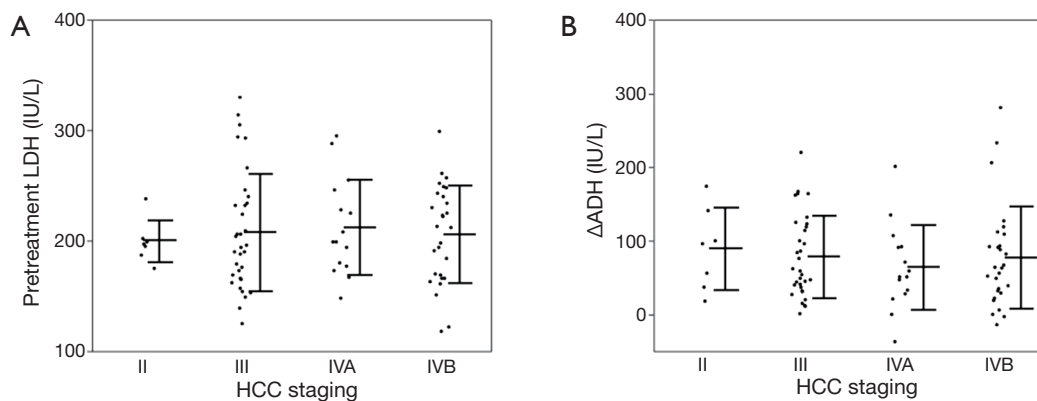 A
Pretreatment LDH (IU/L)
400
300
200
100
II III IVA IVB
HCC staging
B
ΔADH (IU/L)
400
300
200
100
0
II III IVA IVB
HCC staging